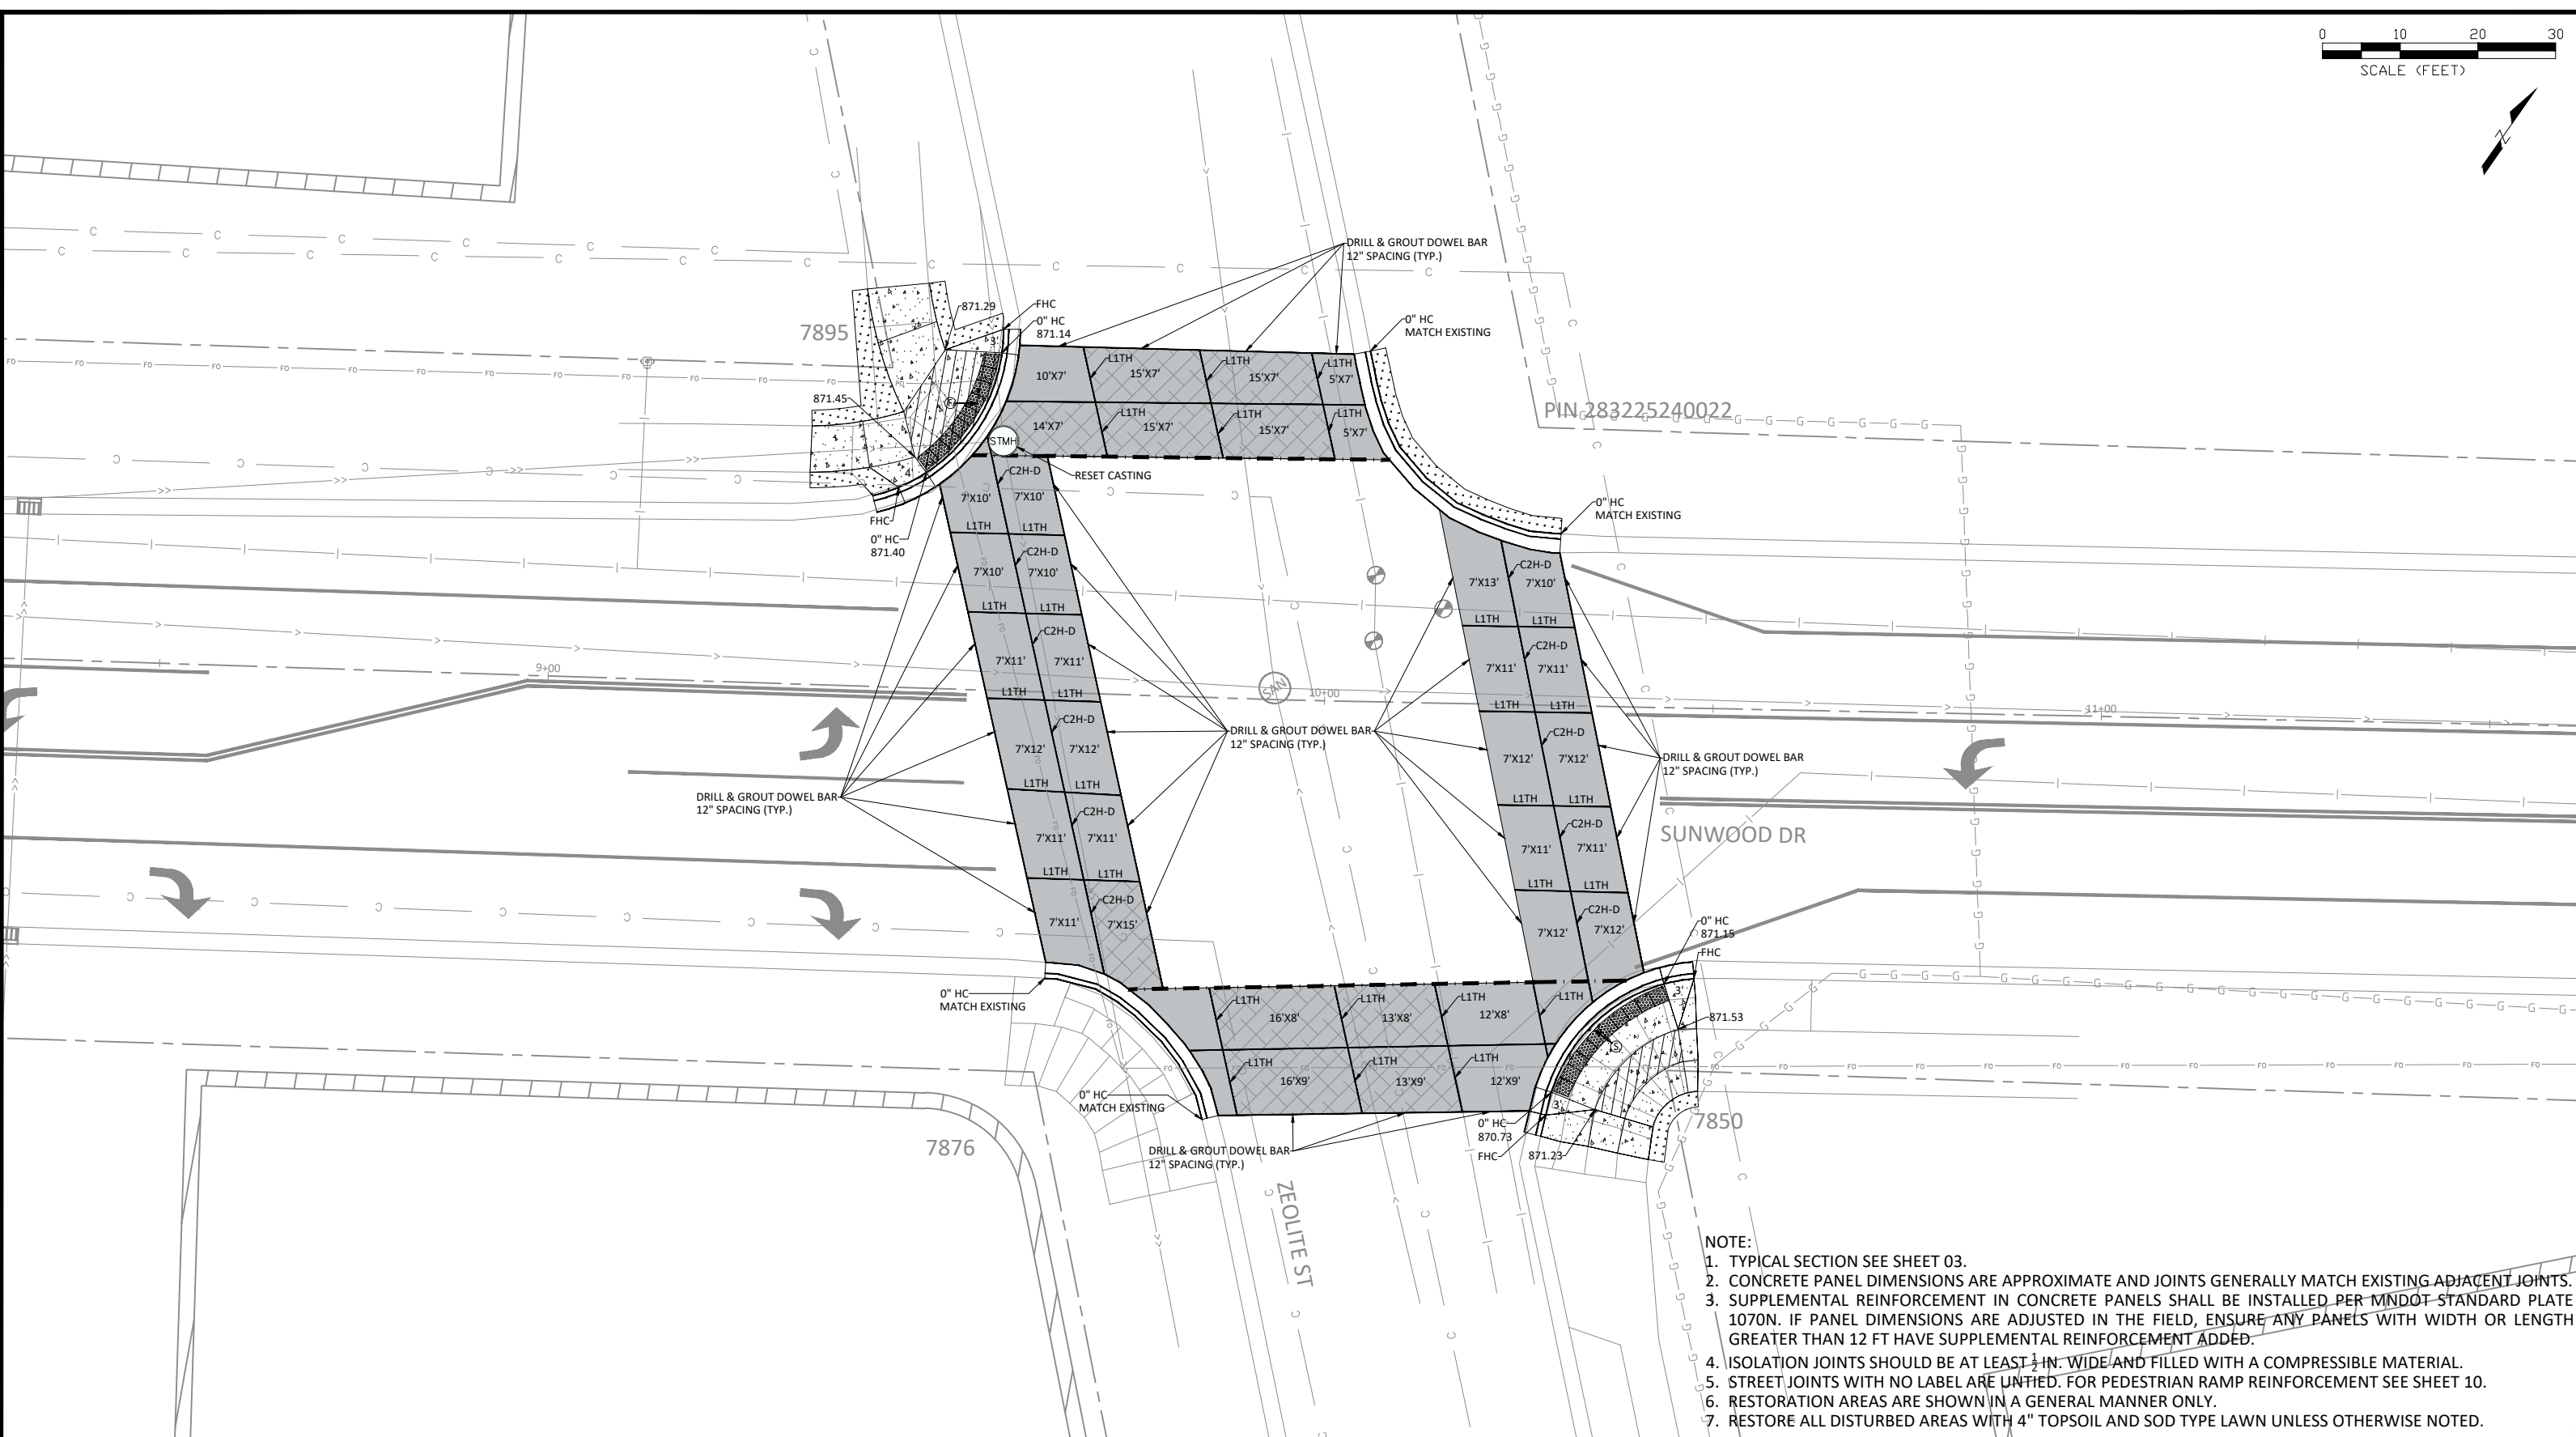 0 10 20 30
SCALE (FEET)
N
DRILL & GROUT DOWEL BAR
12" SPACING (TYP.)
871.29
FHC
0" HC
871.14
7895
3'
0" HC
MATCH EXISTING
L1TH L1TH L1TH
10'X7' 15'X7' 15'X7' 5'X7'
871.45
F
PIN 283225240022
L1TH L1TH L1TH
14'X7' 15'X7' 15'X7' 5'X7'
STMH
4'
RESET CASTING
C2H-D
7'X10' 7'X10'
FHC
0" HC
871.40
L1TH L1TH
0" HC
MATCH EXISTING
C2H-D
7'X10' 7'X10'
L1TH L1TH
C2H-D
7'X13' 7'X10'
L1TH L1TH
C2H-D
7'X11' 7'X11'
L1TH L1TH
C2H-D
7'X11' 7'X11'
L1TH L1TH
9+00
SAN
10+00
11+00
C2H-D
7'X12' 7'X12'
L1TH L1TH
DRILL & GROUT DOWEL BAR
12" SPACING (TYP.)
C2H-D
7'X12' 7'X12'
L1TH L1TH
DRILL & GROUT DOWEL BAR
12" SPACING (TYP.)
DRILL & GROUT DOWEL BAR
12" SPACING (TYP.)
C2H-D
7'X11' 7'X11'
L1TH L1TH
C2H-D
7'X11' 7'X11'
L1TH L1TH
SUNWOOD DR
C2H-D
7'X11' 7'X15'
C2H-D
7'X12' 7'X12'
0" HC
871.15
FHC
3'
0" HC
MATCH EXISTING
L1TH L1TH L1TH L1TH
16'X8' 13'X8' 12'X8'
871.53
S
L1TH L1TH L1TH
16'X9' 13'X9' 12'X9'
0" HC
MATCH EXISTING
3'
0" HC
870.73
FHC
871.23
7850
7876
DRILL & GROUT DOWEL BAR
12" SPACING (TYP.)
ZEOLITE ST
NOTE:
1. TYPICAL SECTION SEE SHEET 03.
2. CONCRETE PANEL DIMENSIONS ARE APPROXIMATE AND JOINTS GENERALLY MATCH EXISTING ADJACENT JOINTS.
3. SUPPLEMENTAL REINFORCEMENT IN CONCRETE PANELS SHALL BE INSTALLED PER MNDOT STANDARD PLATE
1070N. IF PANEL DIMENSIONS ARE ADJUSTED IN THE FIELD, ENSURE ANY PANELS WITH WIDTH OR LENGTH
GREATER THAN 12 FT HAVE SUPPLEMENTAL REINFORCEMENT ADDED.
4. ISOLATION JOINTS SHOULD BE AT LEAST 1/2 IN. WIDE AND FILLED WITH A COMPRESSIBLE MATERIAL.
5. STREET JOINTS WITH NO LABEL ARE UNTIED. FOR PEDESTRIAN RAMP REINFORCEMENT SEE SHEET 10.
6. RESTORATION AREAS ARE SHOWN IN A GENERAL MANNER ONLY.
7. RESTORE ALL DISTURBED AREAS WITH 4" TOPSOIL AND SOD TYPE LAWN UNLESS OTHERWISE NOTED.